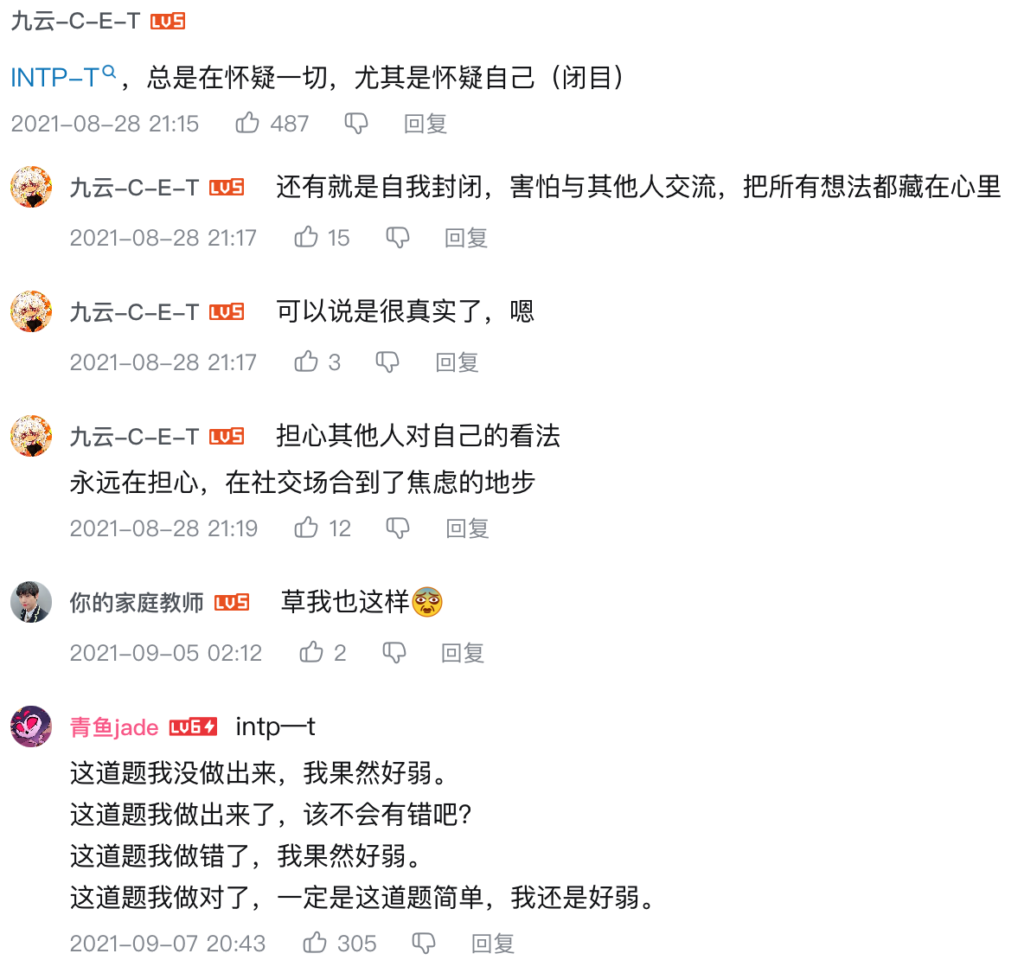 九云-C-E-T LV5
INTP-T，总是在怀疑一切，尤其是怀疑自己（闭目）
2021-08-28 21:15 487 回复
九云-C-E-T LV5 还有就是自我封闭，害怕与其他人交流，把所有想法都藏在心里
2021-08-28 21:17 15 回复
九云-C-E-T LV5 可以说是很真实了，嗯
2021-08-28 21:17 3 回复
九云-C-E-T LV5 担心其他人对自己的看法
永远在担心，在社交场合到了焦虑的地步
2021-08-28 21:19 12 回复
你的家庭教师 LV5 草我也这样
2021-09-05 02:12 2 回复
青鱼jade LV6 intp—t
这道题我没做出来，我果然好弱。
这道题我做出来了，该不会有错吧？
这道题我做错了，我果然好弱。
这道题我做对了，一定是这道题简单，我还是好弱。
2021-09-07 20:43 305 回复